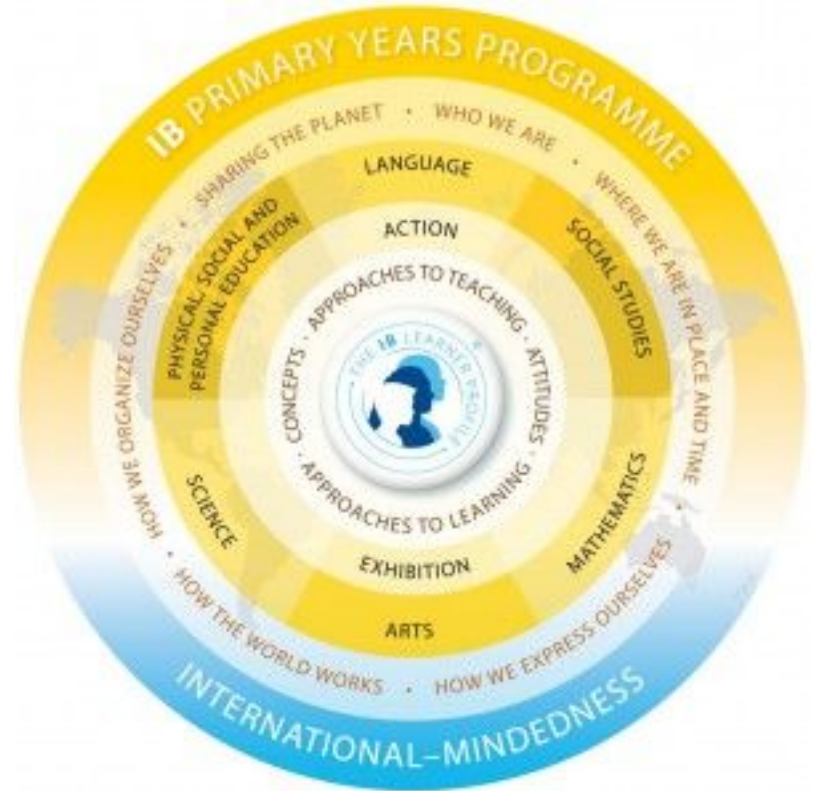 IB PRIMARY YEARS PROGRAMME
SHARING THE PLANET • WHO WE ARE • WHERE WE ARE IN PLACE AND TIME • HOW WE EXPRESS OURSELVES • HOW THE WORLD WORKS • HOW WE ORGANIZE OURSELVES •
LANGUAGE
SOCIAL STUDIES
MATHEMATICS
ARTS
SCIENCE
PHYSICAL, SOCIAL AND
PERSONAL EDUCATION
ACTION
EXHIBITION
APPROACHES TO TEACHING · ATTITUDES · APPROACHES TO LEARNING · CONCEPTS ·
THE IB LEARNER PROFILE
INTERNATIONAL–MINDEDNESS